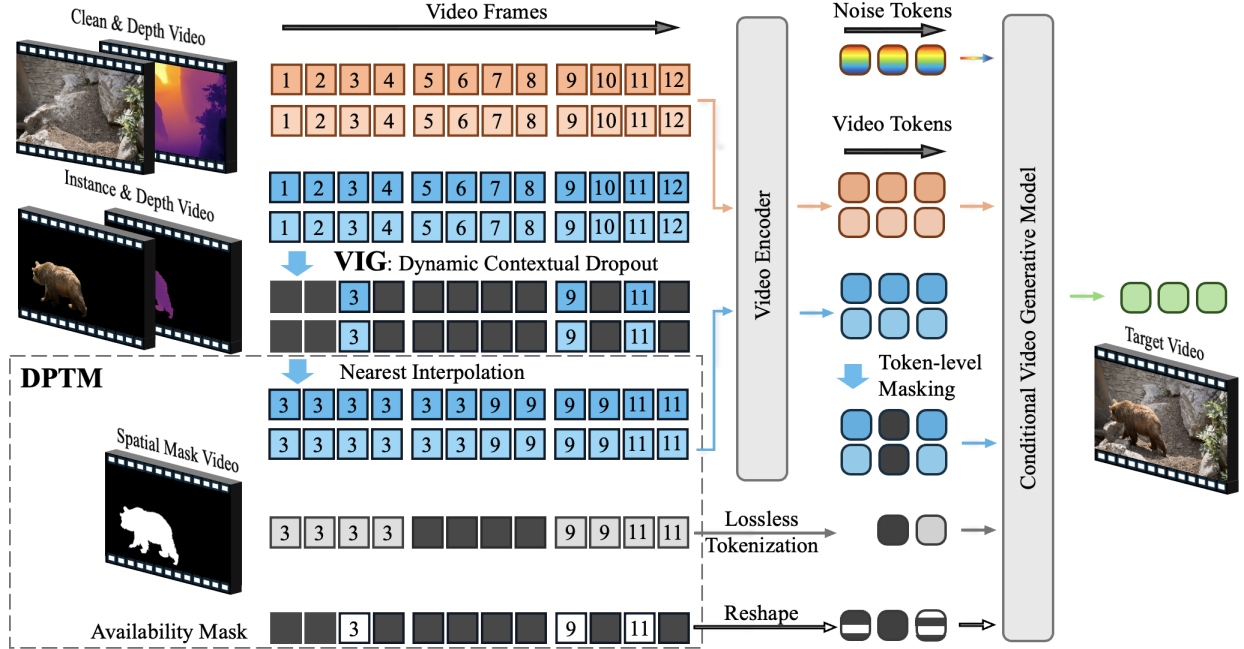 Clean & Depth Video
Video Frames
Noise Tokens
1 2 3 4 5 6 7 8 9 10 11 12
1 2 3 4 5 6 7 8 9 10 11 12
Video Tokens
Instance & Depth Video
1 2 3 4 5 6 7 8 9 10 11 12
1 2 3 4 5 6 7 8 9 10 11 12
VIG: Dynamic Contextual Dropout
3 9 11
3 9 11
Video Encoder
Conditional Video Generative Model
Target Video
DPTM
Nearest Interpolation
Token-level
Masking
3 3 3 3 3 3 9 9 9 9 11 11
3 3 3 3 3 3 9 9 9 9 11 11
Spatial Mask Video
3 3 3 3 9 9 11 11
Lossless
Tokenization
Availability Mask
3 9 11
Reshape